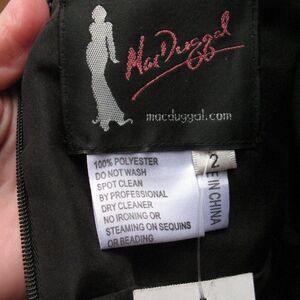 Mac Duggal
macduggal.com
100% POLYESTER
DO NOT WASH
SPOT CLEAN
BY PROFESSIONAL
DRY CLEANER
NO IRONING OR
STEAMING ON SEQUINS
OR BEADING
2
E IN CHINA